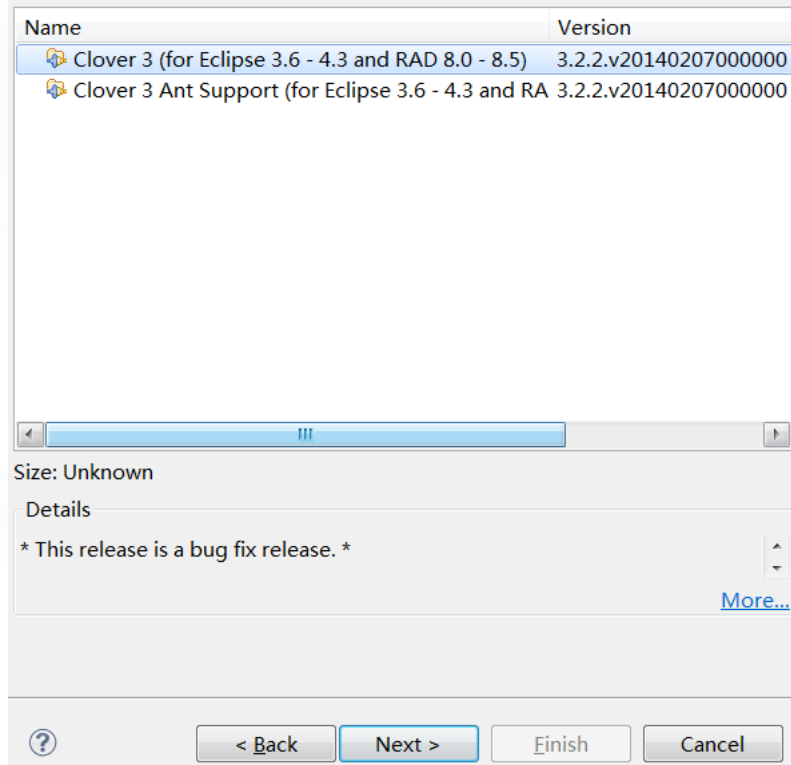 Name Version
Clover 3 (for Eclipse 3.6 - 4.3 and RAD 8.0 - 8.5) 3.2.2.v20140207000000
Clover 3 Ant Support (for Eclipse 3.6 - 4.3 and RA 3.2.2.v20140207000000
Size: Unknown
Details
* This release is a bug fix release. *
More...
? < Back Next > Finish Cancel